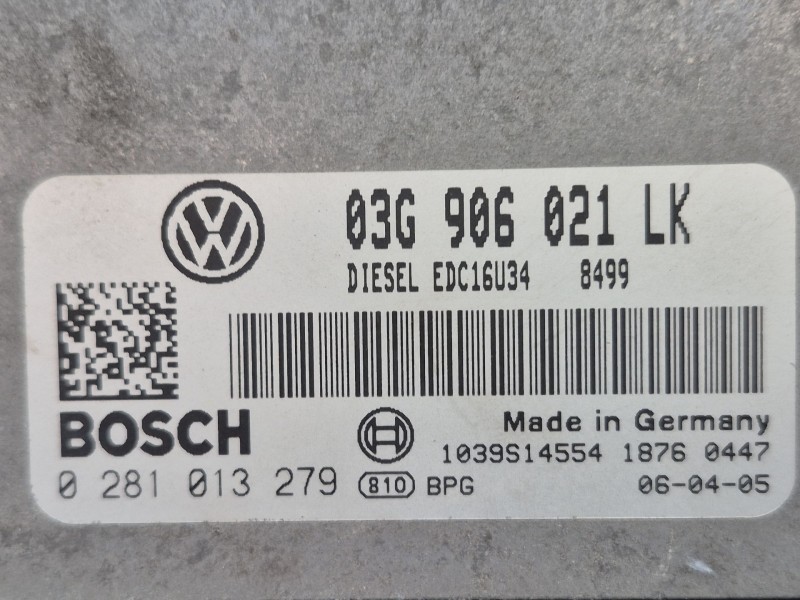 03G 906 021 LK
DIESEL EDC16U34 8499
BOSCH
Made in Germany
1039S14554 1876 0447
0 281 013 279 810 BPG
06-04-05